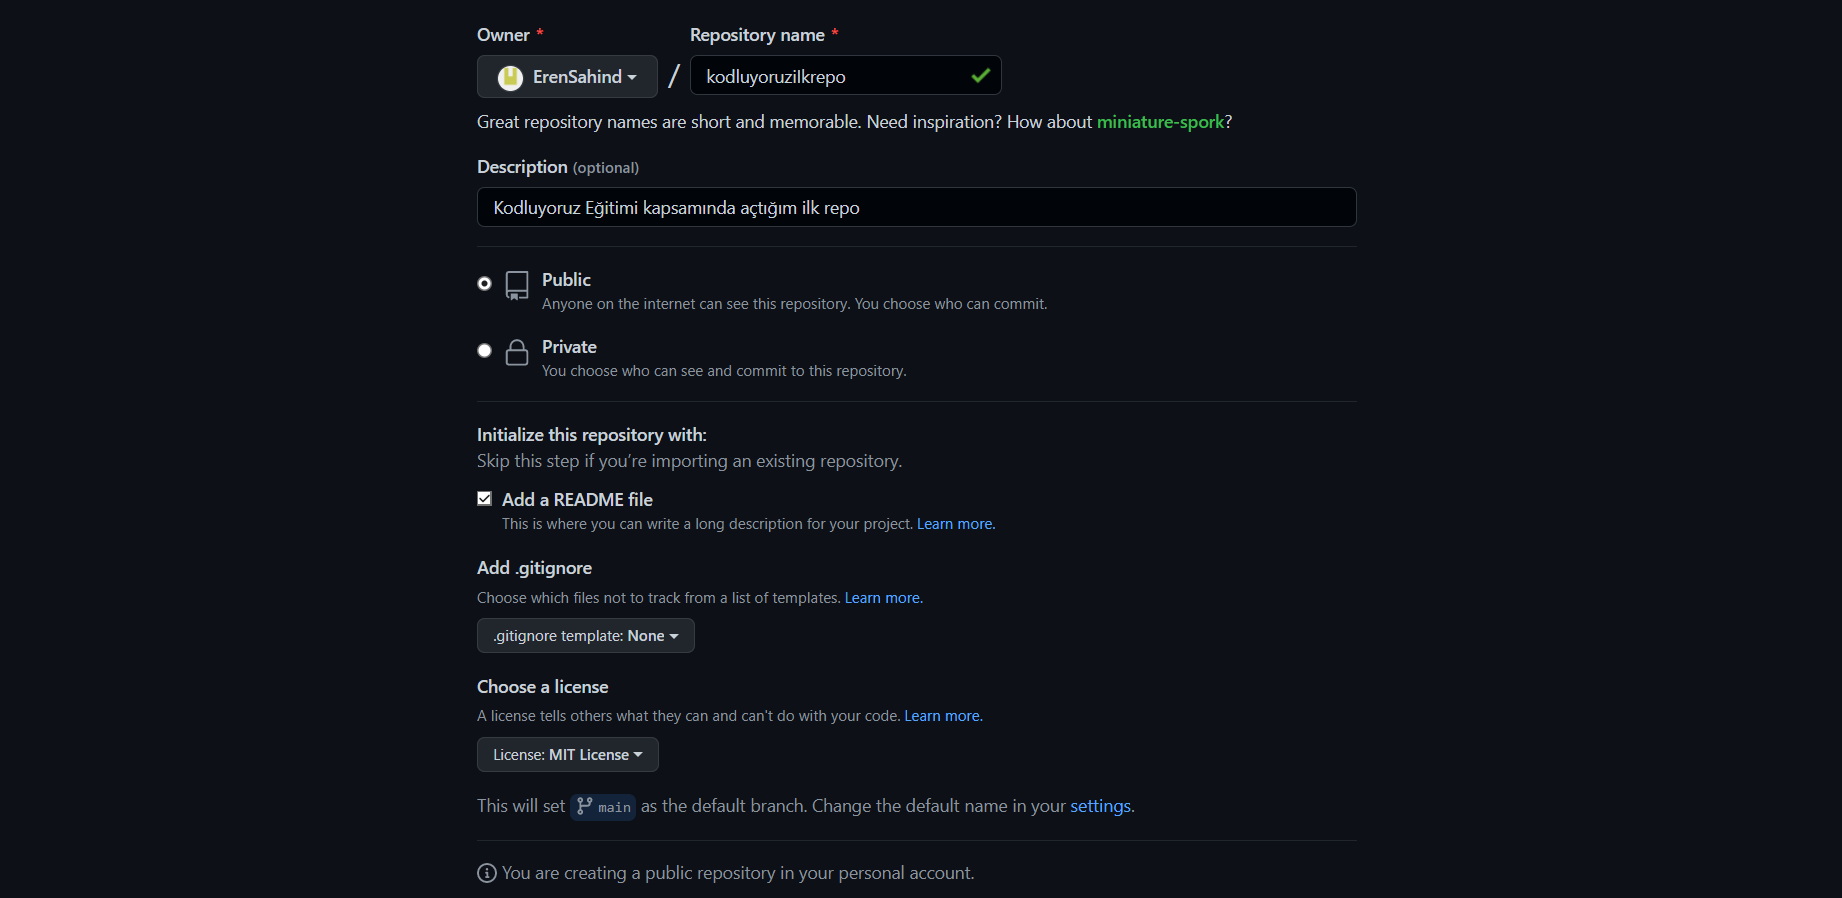 Owner * Repository name *
ErenSahind / kodluyoruzilkrepo
Great repository names are short and memorable. Need inspiration? How about miniature-spork?
Description (optional)
Kodluyoruz Eğitimi kapsamında açtığım ilk repo
Public
Anyone on the internet can see this repository. You choose who can commit.
Private
You choose who can see and commit to this repository.
Initialize this repository with:
Skip this step if you’re importing an existing repository.
Add a README file
This is where you can write a long description for your project. Learn more.
Add .gitignore
Choose which files not to track from a list of templates. Learn more.
.gitignore template: None
Choose a license
A license tells others what they can and can't do with your code. Learn more.
License: MIT License
This will set main as the default branch. Change the default name in your settings.
You are creating a public repository in your personal account.